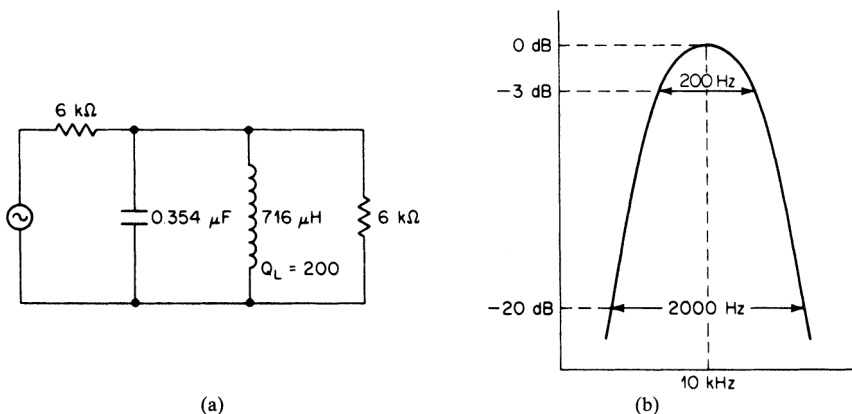 6 kΩ
0.354 μF
716 μH
Q_L = 200
6 kΩ
(a)
0 dB
-3 dB
200 Hz
-20 dB
2000 Hz
10 kHz
(b)